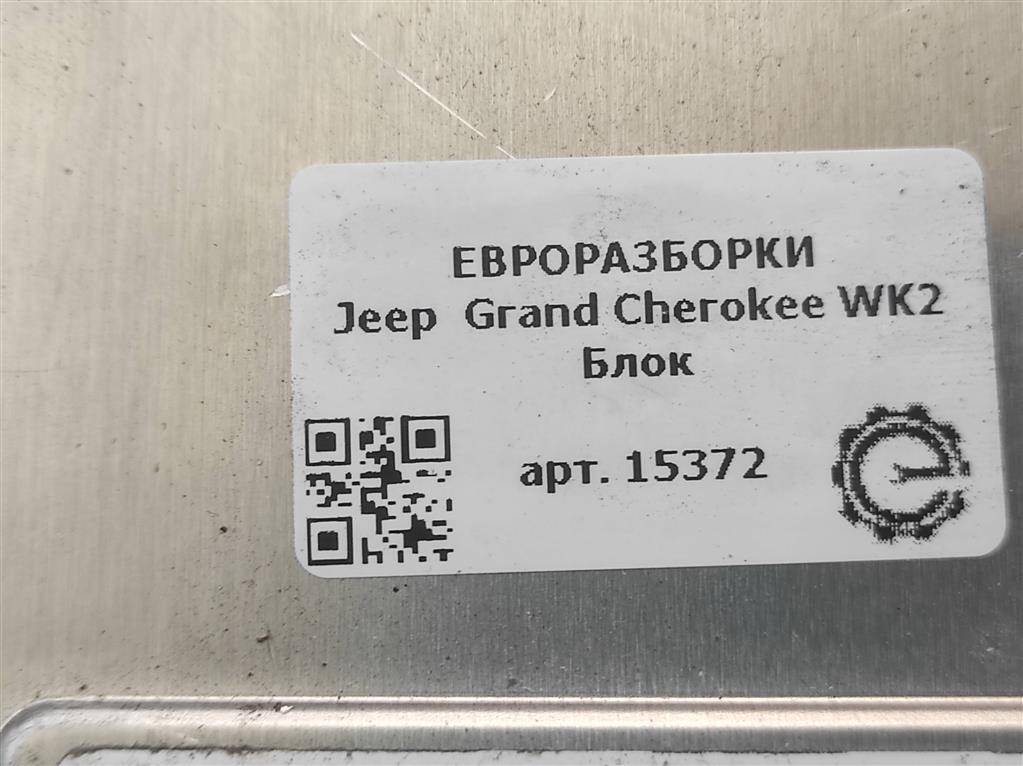 ЕВРОРАЗБОРКИ
Jeep Grand Cherokee WK2
Блок
арт. 15372